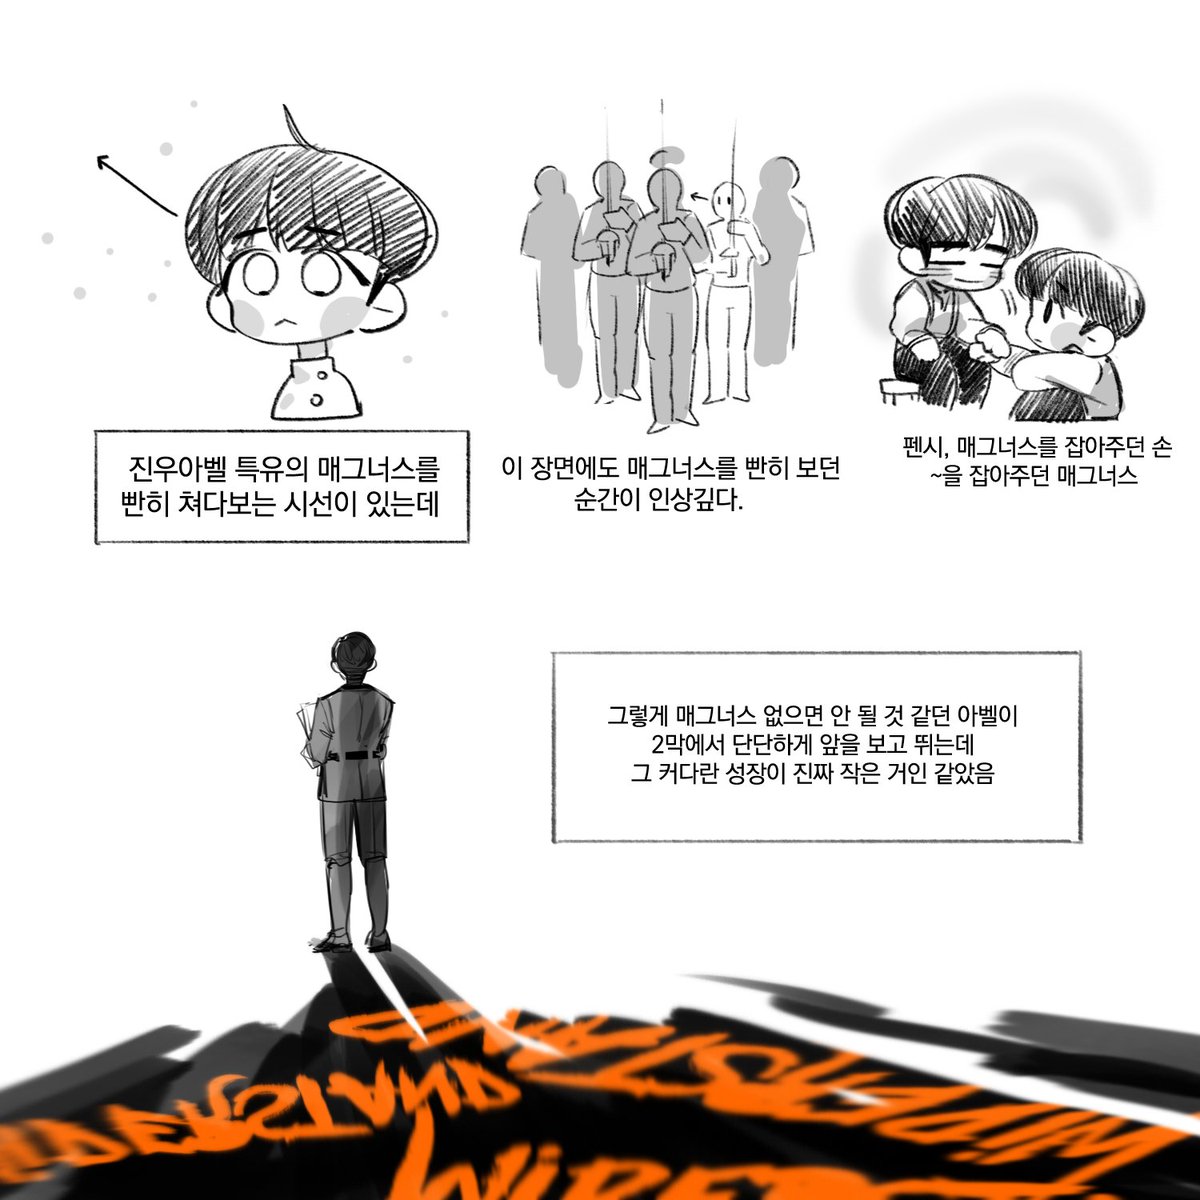 진우아벨 특유의 매그너스를
빤히 쳐다보는 시선이 있는데
이 장면에도 매그너스를 빤히 보던
순간이 인상깊다.
펜시, 매그너스를 잡아주던 손
~을 잡아주던 매그너스
그렇게 매그너스 없으면 안 될 것 같던 아벨이
2막에서 단단하게 앞을 보고 뛰는데
그 커다란 성장이 진짜 작은 거인 같았음